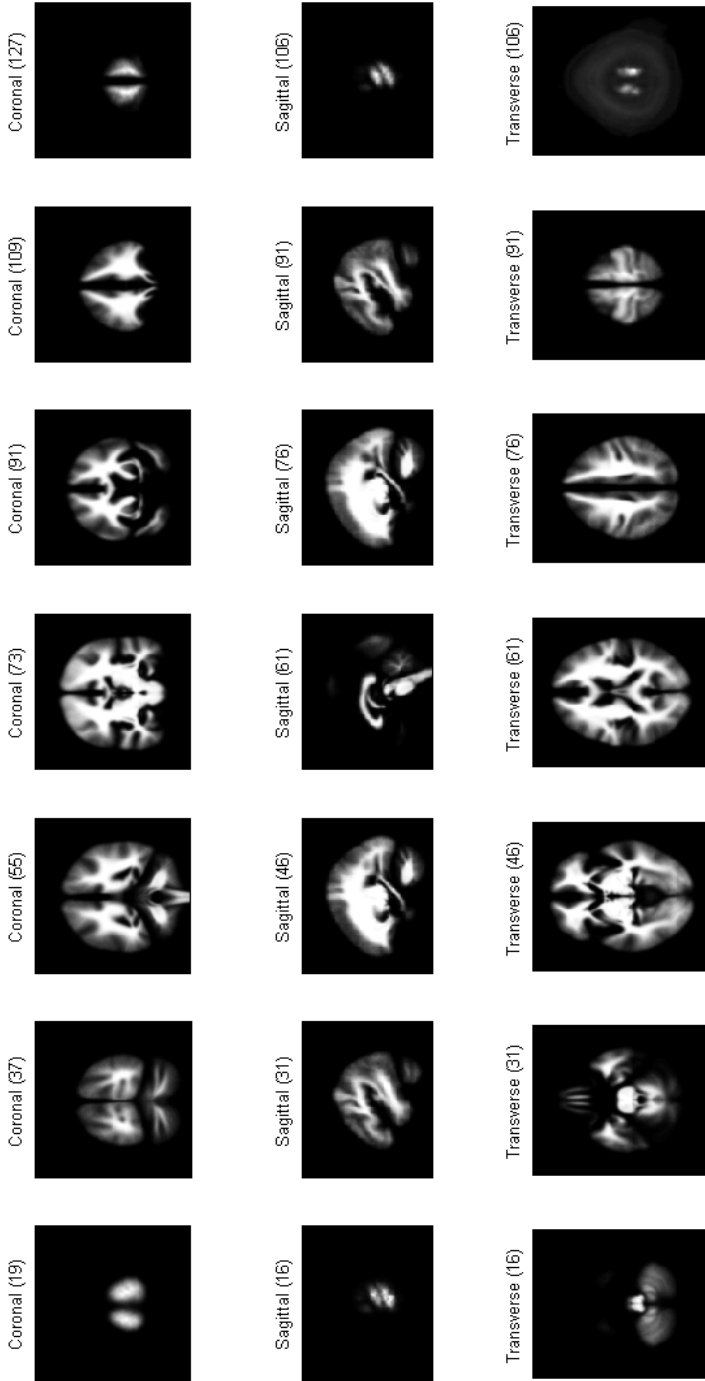 Coronal (19)
Coronal (37)
Coronal (55)
Coronal (73)
Coronal (91)
Coronal (109)
Coronal (127)
Sagittal (16)
Sagittal (31)
Sagittal (46)
Sagittal (61)
Sagittal (76)
Sagittal (91)
Sagittal (106)
Transverse (16)
Transverse (31)
Transverse (46)
Transverse (61)
Transverse (76)
Transverse (91)
Transverse (106)